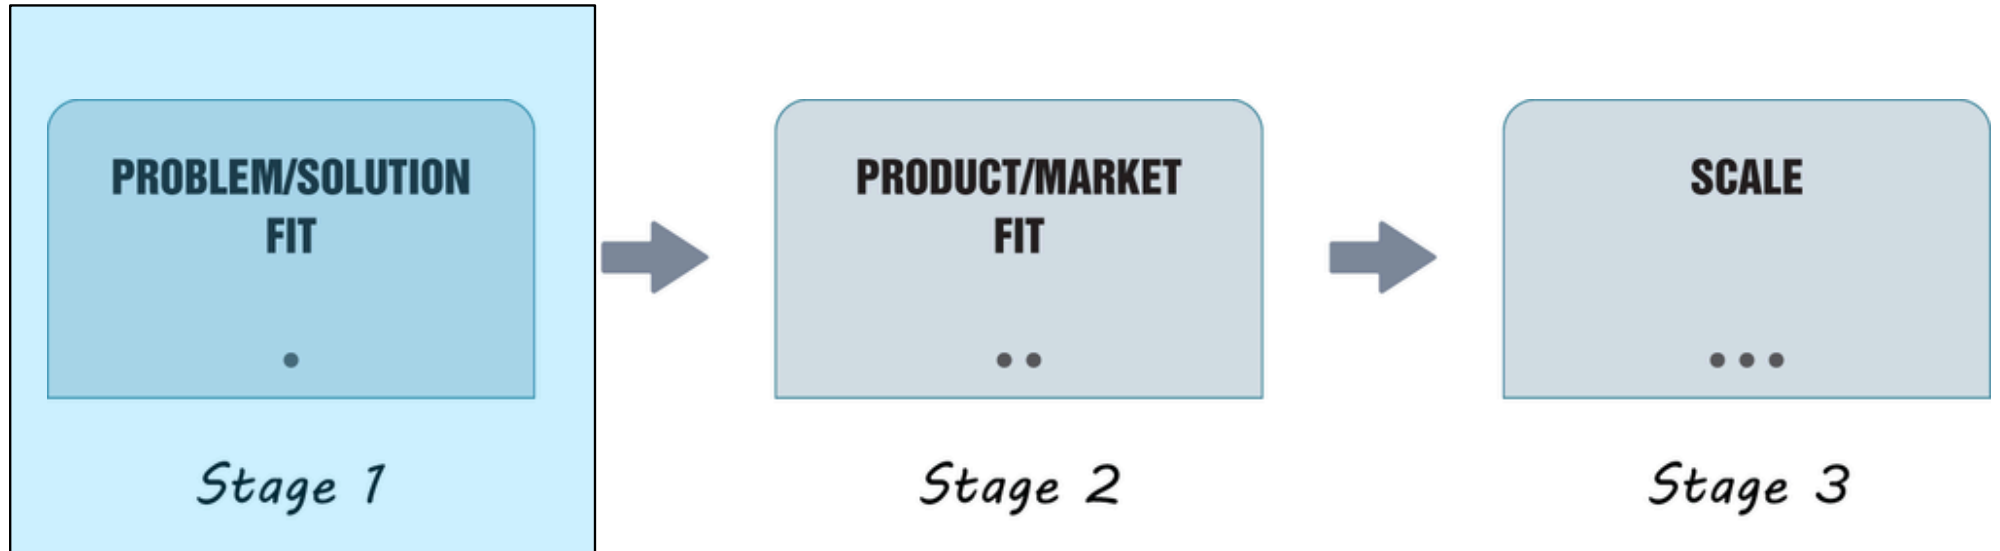 PROBLEM/SOLUTION
FIT
Stage 1
PRODUCT/MARKET
FIT
Stage 2
SCALE
Stage 3